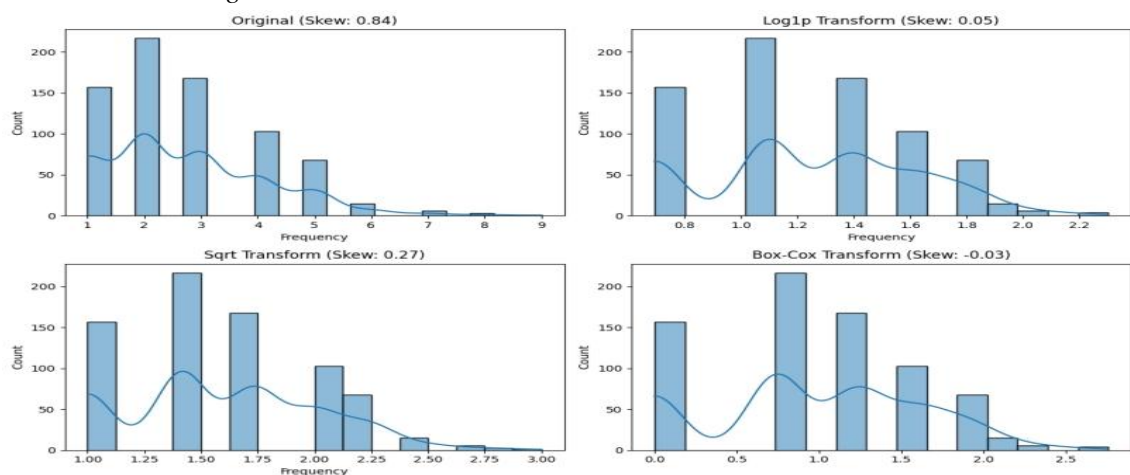 Original (Skew: 0.84)
Count
200
150
100
50
0
1 2 3 4 5 6 7 8 9
Frequency
Log1p Transform (Skew: 0.05)
Count
200
150
100
50
0
0.8 1.0 1.2 1.4 1.6 1.8 2.0 2.2
Frequency
Sqrt Transform (Skew: 0.27)
Count
200
150
100
50
0
1.00 1.25 1.50 1.75 2.00 2.25 2.50 2.75 3.00
Frequency
Box-Cox Transform (Skew: -0.03)
Count
200
150
100
50
0
0.0 0.5 1.0 1.5 2.0 2.5